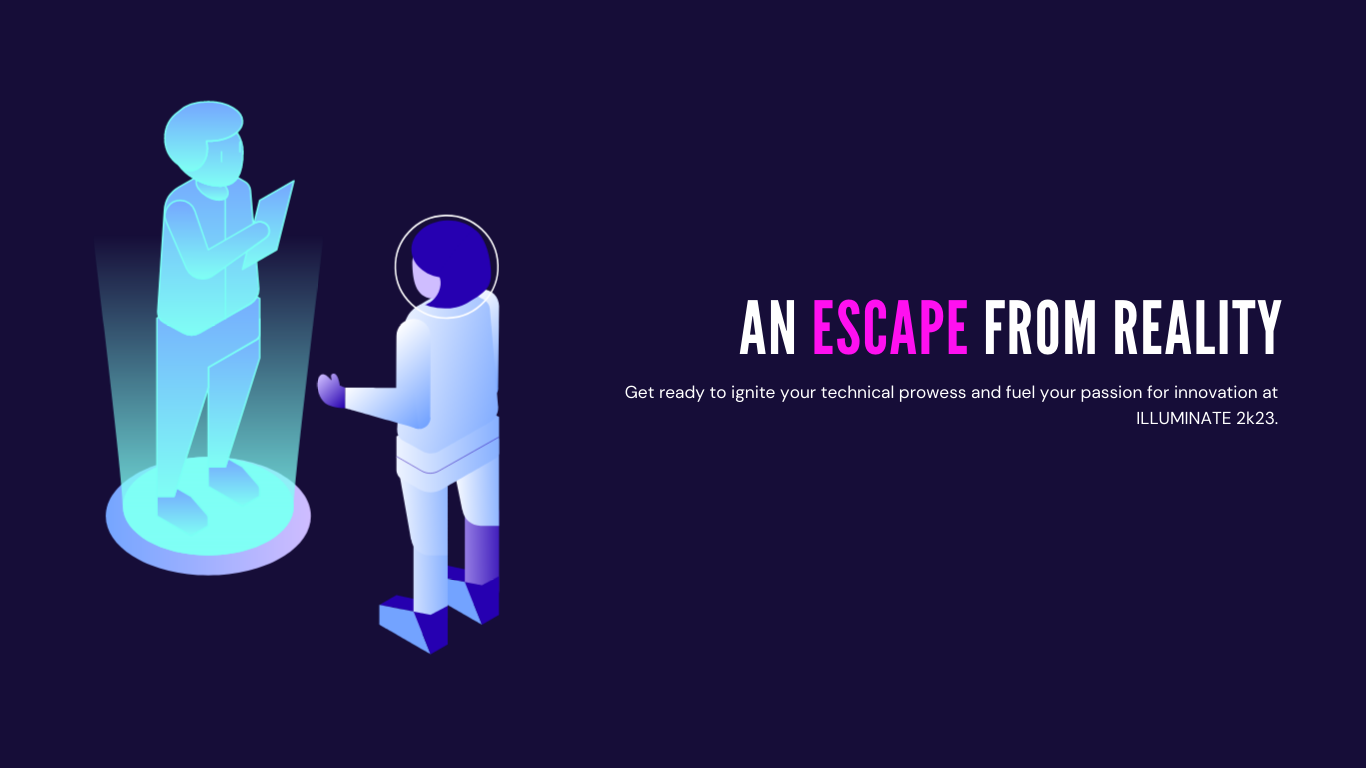 AN ESCAPE FROM REALITY
Get ready to ignite your technical prowess and fuel your passion for innovation at
ILLUMINATE 2k23.